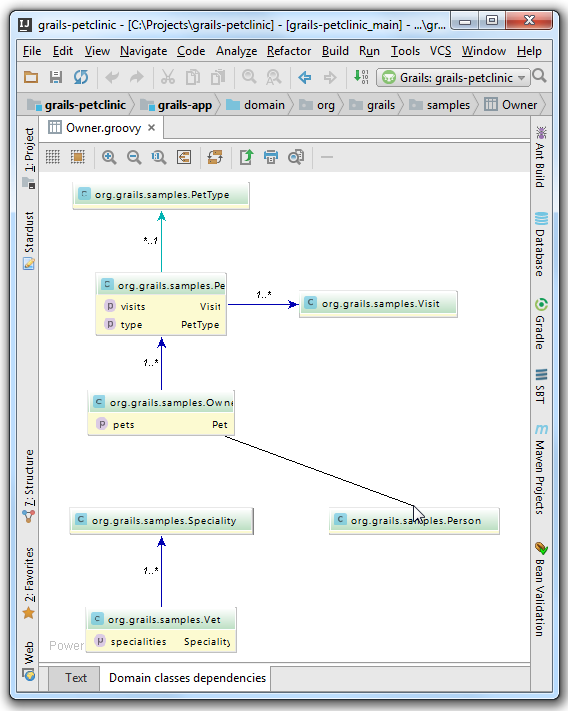 grails-petclinic - [C:\Projects\grails-petclinic] - [grails-petclinic_main] - ...\gr...
File Edit View Navigate Code Analyze Refactor Build Run Tools VCS Window Help
Grails: grails-petclinic
grails-petclinic grails-app domain org grails samples Owner
Owner.groovy
1: Project
Stardust
7: Structure
2: Favorites
Web
org.grails.samples.PetType
*..1
org.grails.samples.Pe
visits Visit
type PetType
1..*
org.grails.samples.Visit
1..*
org.grails.samples.Owne
pets Pet
org.grails.samples.Speciality
org.grails.samples.Person
1..*
org.grails.samples.Vet
specialities Speciality
Power
Ant Build
Database
Gradle
SBT
Maven Projects
Bean Validation
Text Domain classes dependencies